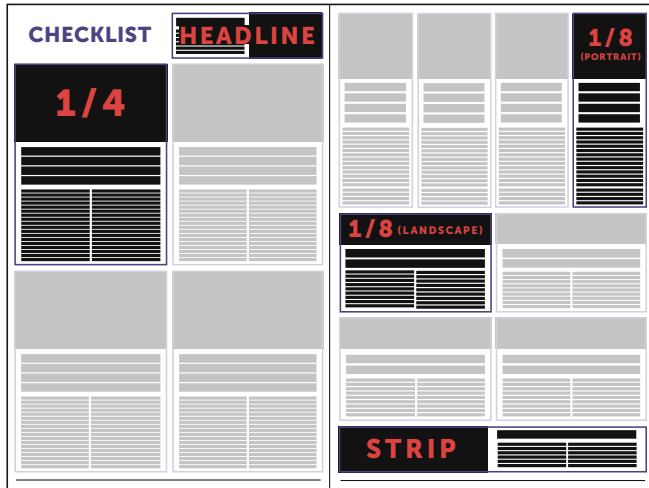 CHECKLIST
HEADLINE
1/4
1/8
(PORTRAIT)
1/8 (LANDSCAPE)
STRIP